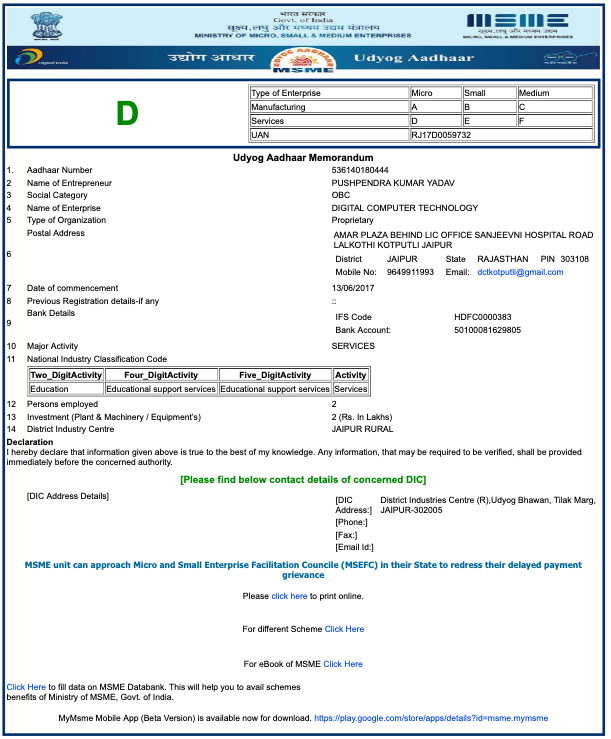 भारत सरकार
Govt. of India
सूक्ष्म, लघु और मध्यम उद्यम मंत्रालय
MINISTRY OF MICRO, SMALL & MEDIUM ENTERPRISES
MSME
सूक्ष्म, लघु और मध्यम उद्यम
MICRO, SMALL & MEDIUM ENTERPRISES
Digital India
उद्योग आधार
UDYOG AADHAAR
MSME
Udyog Aadhaar
D
Type of Enterprise Micro Small Medium
Manufacturing A B C
Services D E F
UAN RJ17D0059732
Udyog Aadhaar Memorandum
1. Aadhaar Number 536140180444
2 Name of Entrepreneur PUSHPENDRA KUMAR YADAV
3 Social Category OBC
4 Name of Enterprise DIGITAL COMPUTER TECHNOLOGY
5 Type of Organization Proprietary
6 Postal Address AMAR PLAZA BEHIND LIC OFFICE SANJEEVNI HOSPITAL ROAD
LALKOTHI KOTPUTLI JAIPUR
District JAIPUR State RAJASTHAN PIN 303108
Mobile No: 9649911993 Email: dctkotputli@gmail.com
7 Date of commencement 13/06/2017
8 Previous Registration details-if any ::
9 Bank Details IFS Code HDFC0000383
Bank Account: 50100081629805
10 Major Activity SERVICES
11 National Industry Classification Code
Two_DigitActivity Four_DigitActivity Five_DigitActivity Activity
Education Educational support services Educational support services Services
12 Persons employed 2
13 Investment (Plant & Machinery / Equipment's) 2 (Rs. In Lakhs)
14 District Industry Centre JAIPUR RURAL
Declaration
I hereby declare that information given above is true to the best of my knowledge. Any information, that may be required to be verified, shall be provided
immediately before the concerned authority.
[Please find below contact details of concerned DIC]
[DIC Address Details]
[DIC Address:] District Industries Centre (R),Udyog Bhawan, Tilak Marg,
JAIPUR-302005
[Phone:]
[Fax:]
[Email Id:]
MSME unit can approach Micro and Small Enterprise Facilitation Councile (MSEFC) in their State to redress their delayed payment
grievance
Please click here to print online.
For different Scheme Click Here
For eBook of MSME Click Here
Click Here to fill data on MSME Databank. This will help you to avail schemes
benefits of Ministry of MSME, Govt. of India.
MyMsme Mobile App (Beta Version) is available now for download. https://play.google.com/store/apps/details?id=msme.mymsme